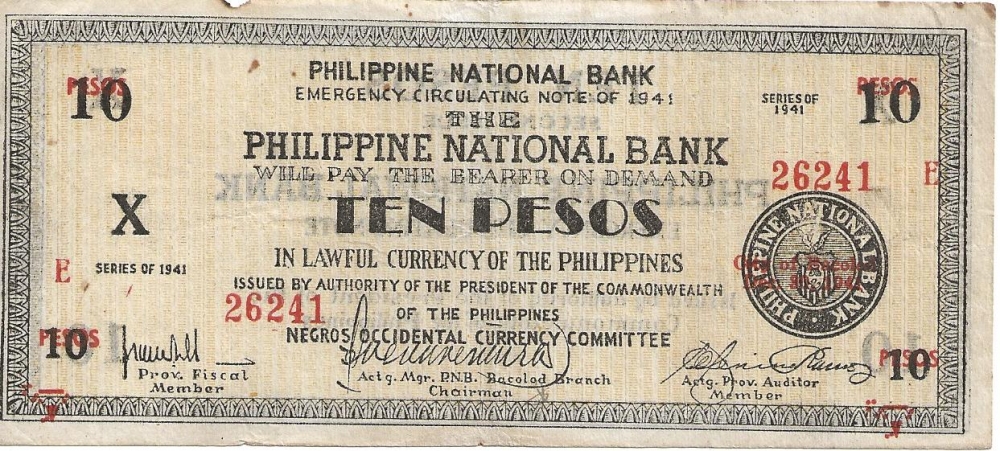 PHILIPPINE NATIONAL BANK
EMERGENCY CIRCULATING NOTE OF 1941
PESOS 10
PESOS 10
SERIES OF
1941
THE
PHILIPPINE NATIONAL BANK
WILL PAY THE BEARER ON DEMAND
26241 E
X
TEN PESOS
PHILIPPINE NATIONAL BANK
IN LAWFUL CURRENCY OF THE PHILIPPINES
E SERIES OF 1941
ISSUED BY AUTHORITY OF THE PRESIDENT OF THE COMMONWEALTH
26241
OF THE PHILIPPINES
NEGROS OCCIDENTAL CURRENCY COMMITTEE
PESOS 10
PESOS 10
Prov. Fiscal
Member
Actg. Mgr. P.N.B. Bacolod Branch
Chairman
Actg. Prov. Auditor
Member